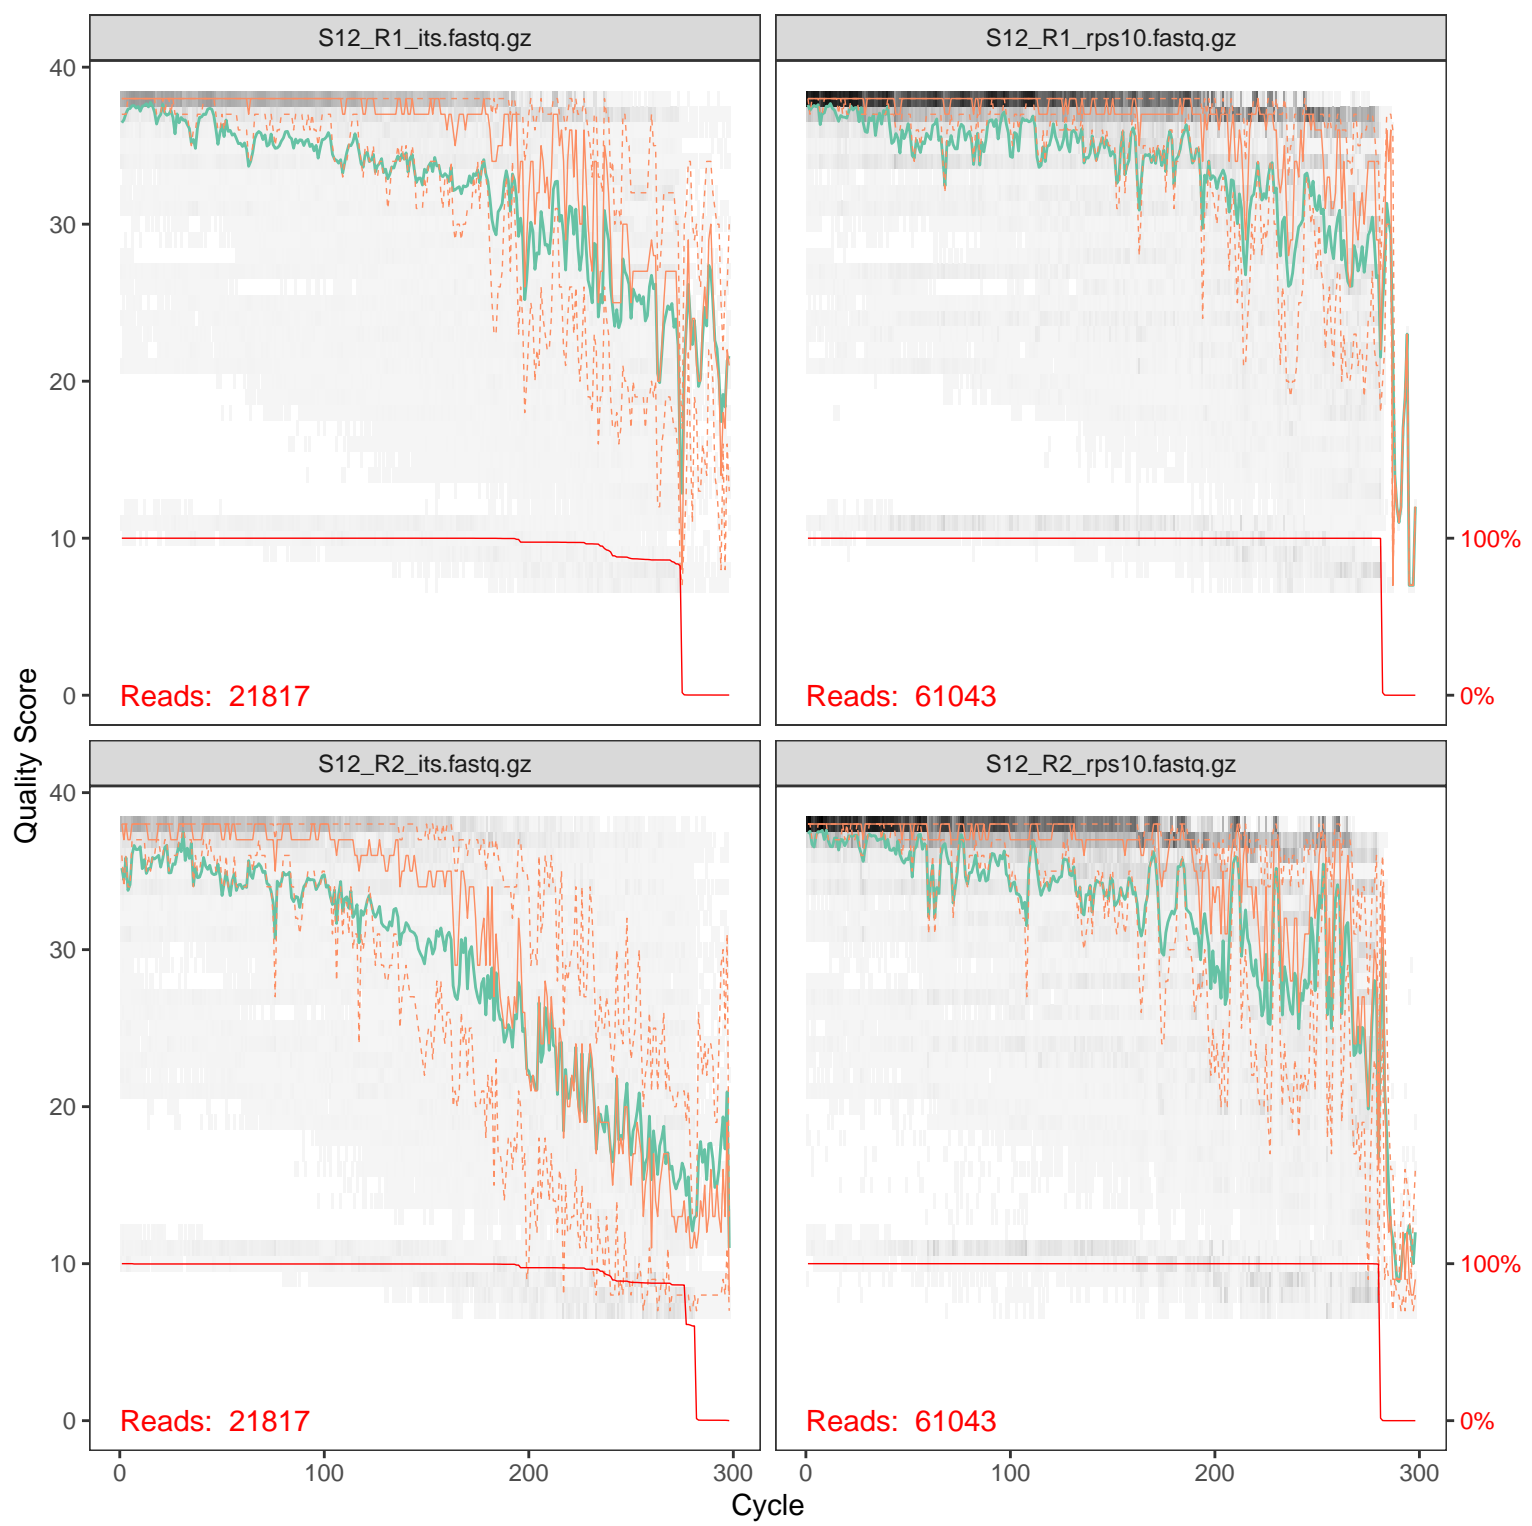 S12_R1_its.fastq.gz
S12_R1_rps10.fastq.gz
40
30
20
10
0
100%
0%
Reads: 21817
Reads: 61043
Quality Score
S12_R2_its.fastq.gz
S12_R2_rps10.fastq.gz
40
30
20
10
0
100%
0%
Reads: 21817
Reads: 61043
0 100 200 300 0 100 200 300
Cycle